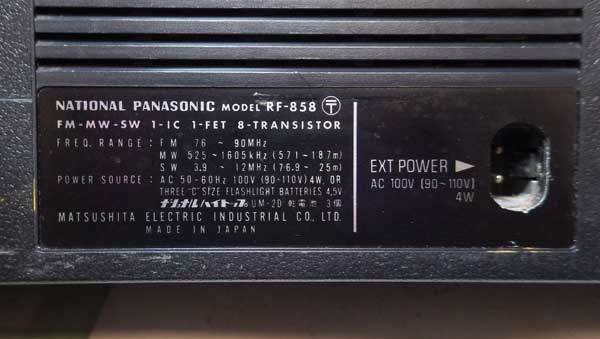 NATIONAL PANASONIC MODEL RF-858 〒
FM-MW-SW 1-IC 1-FET 8-TRANSISTOR
FREQ. RANGE : FM 76 ~ 90MHz
MW 525~1605kHz (571~187m)
SW 3.9 ~ 12MHz (76.9~ 25m)
POWER SOURCE : AC 50-60Hz 100V (90~110V) 4W, OR
THREE "C" SIZE FLASHLIGHT BATTERIES 4,5V
ナショナルハイトップ UM-2D 乾電池 3個
MATSUSHITA ELECTRIC INDUSTRIAL CO., LTD.
MADE IN JAPAN
EXT POWER ▶
AC 100V (90~110V)
4W